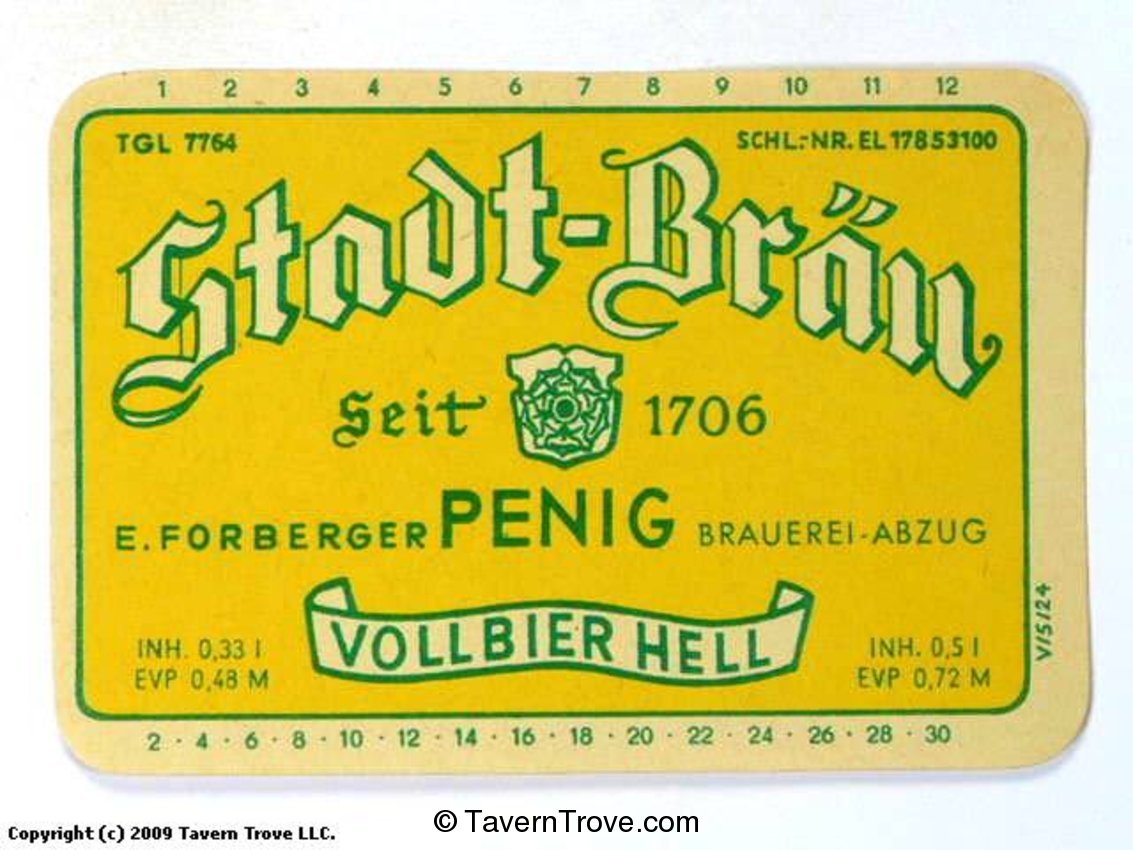 1 2 3 4 5 6 7 8 9 10 11 12
TGL 7764
SCHL.-NR. EL 17853100
Stadt-Bräu
Seit 1706
E. FORBERGER PENIG BRAUEREI-ABZUG
VOLLBIER HELL
INH. 0,33 l
EVP 0,48 M
INH. 0,5 l
EVP 0,72 M
V/5/24
2 · 4 · 6 · 8 · 10 · 12 · 14 · 16 · 18 · 20 · 22 · 24 · 26 · 28 · 30
© TavernTrove.com
Copyright (c) 2009 Tavern Trove LLC.